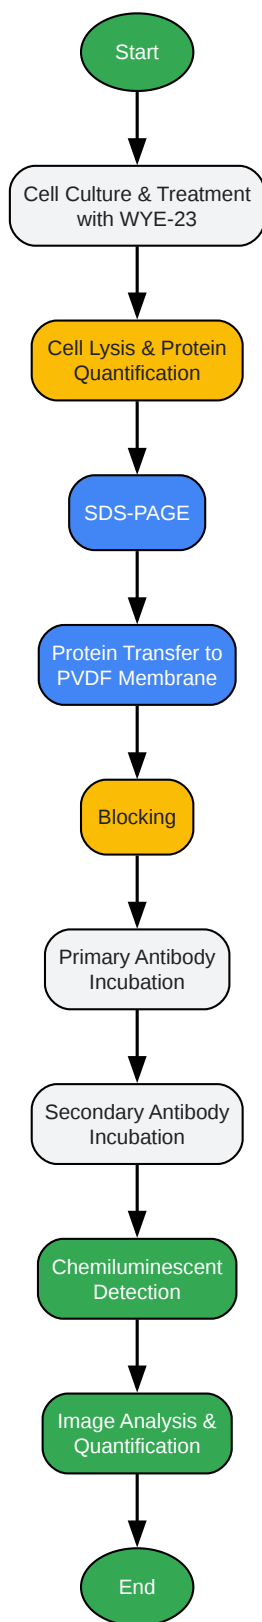 Start
Cell Culture & Treatment
with WYE-23
Cell Lysis & Protein
Quantification
SDS-PAGE
Protein Transfer to
PVDF Membrane
Blocking
Primary Antibody
Incubation
Secondary Antibody
Incubation
Chemiluminescent
Detection
Image Analysis &
Quantification
End